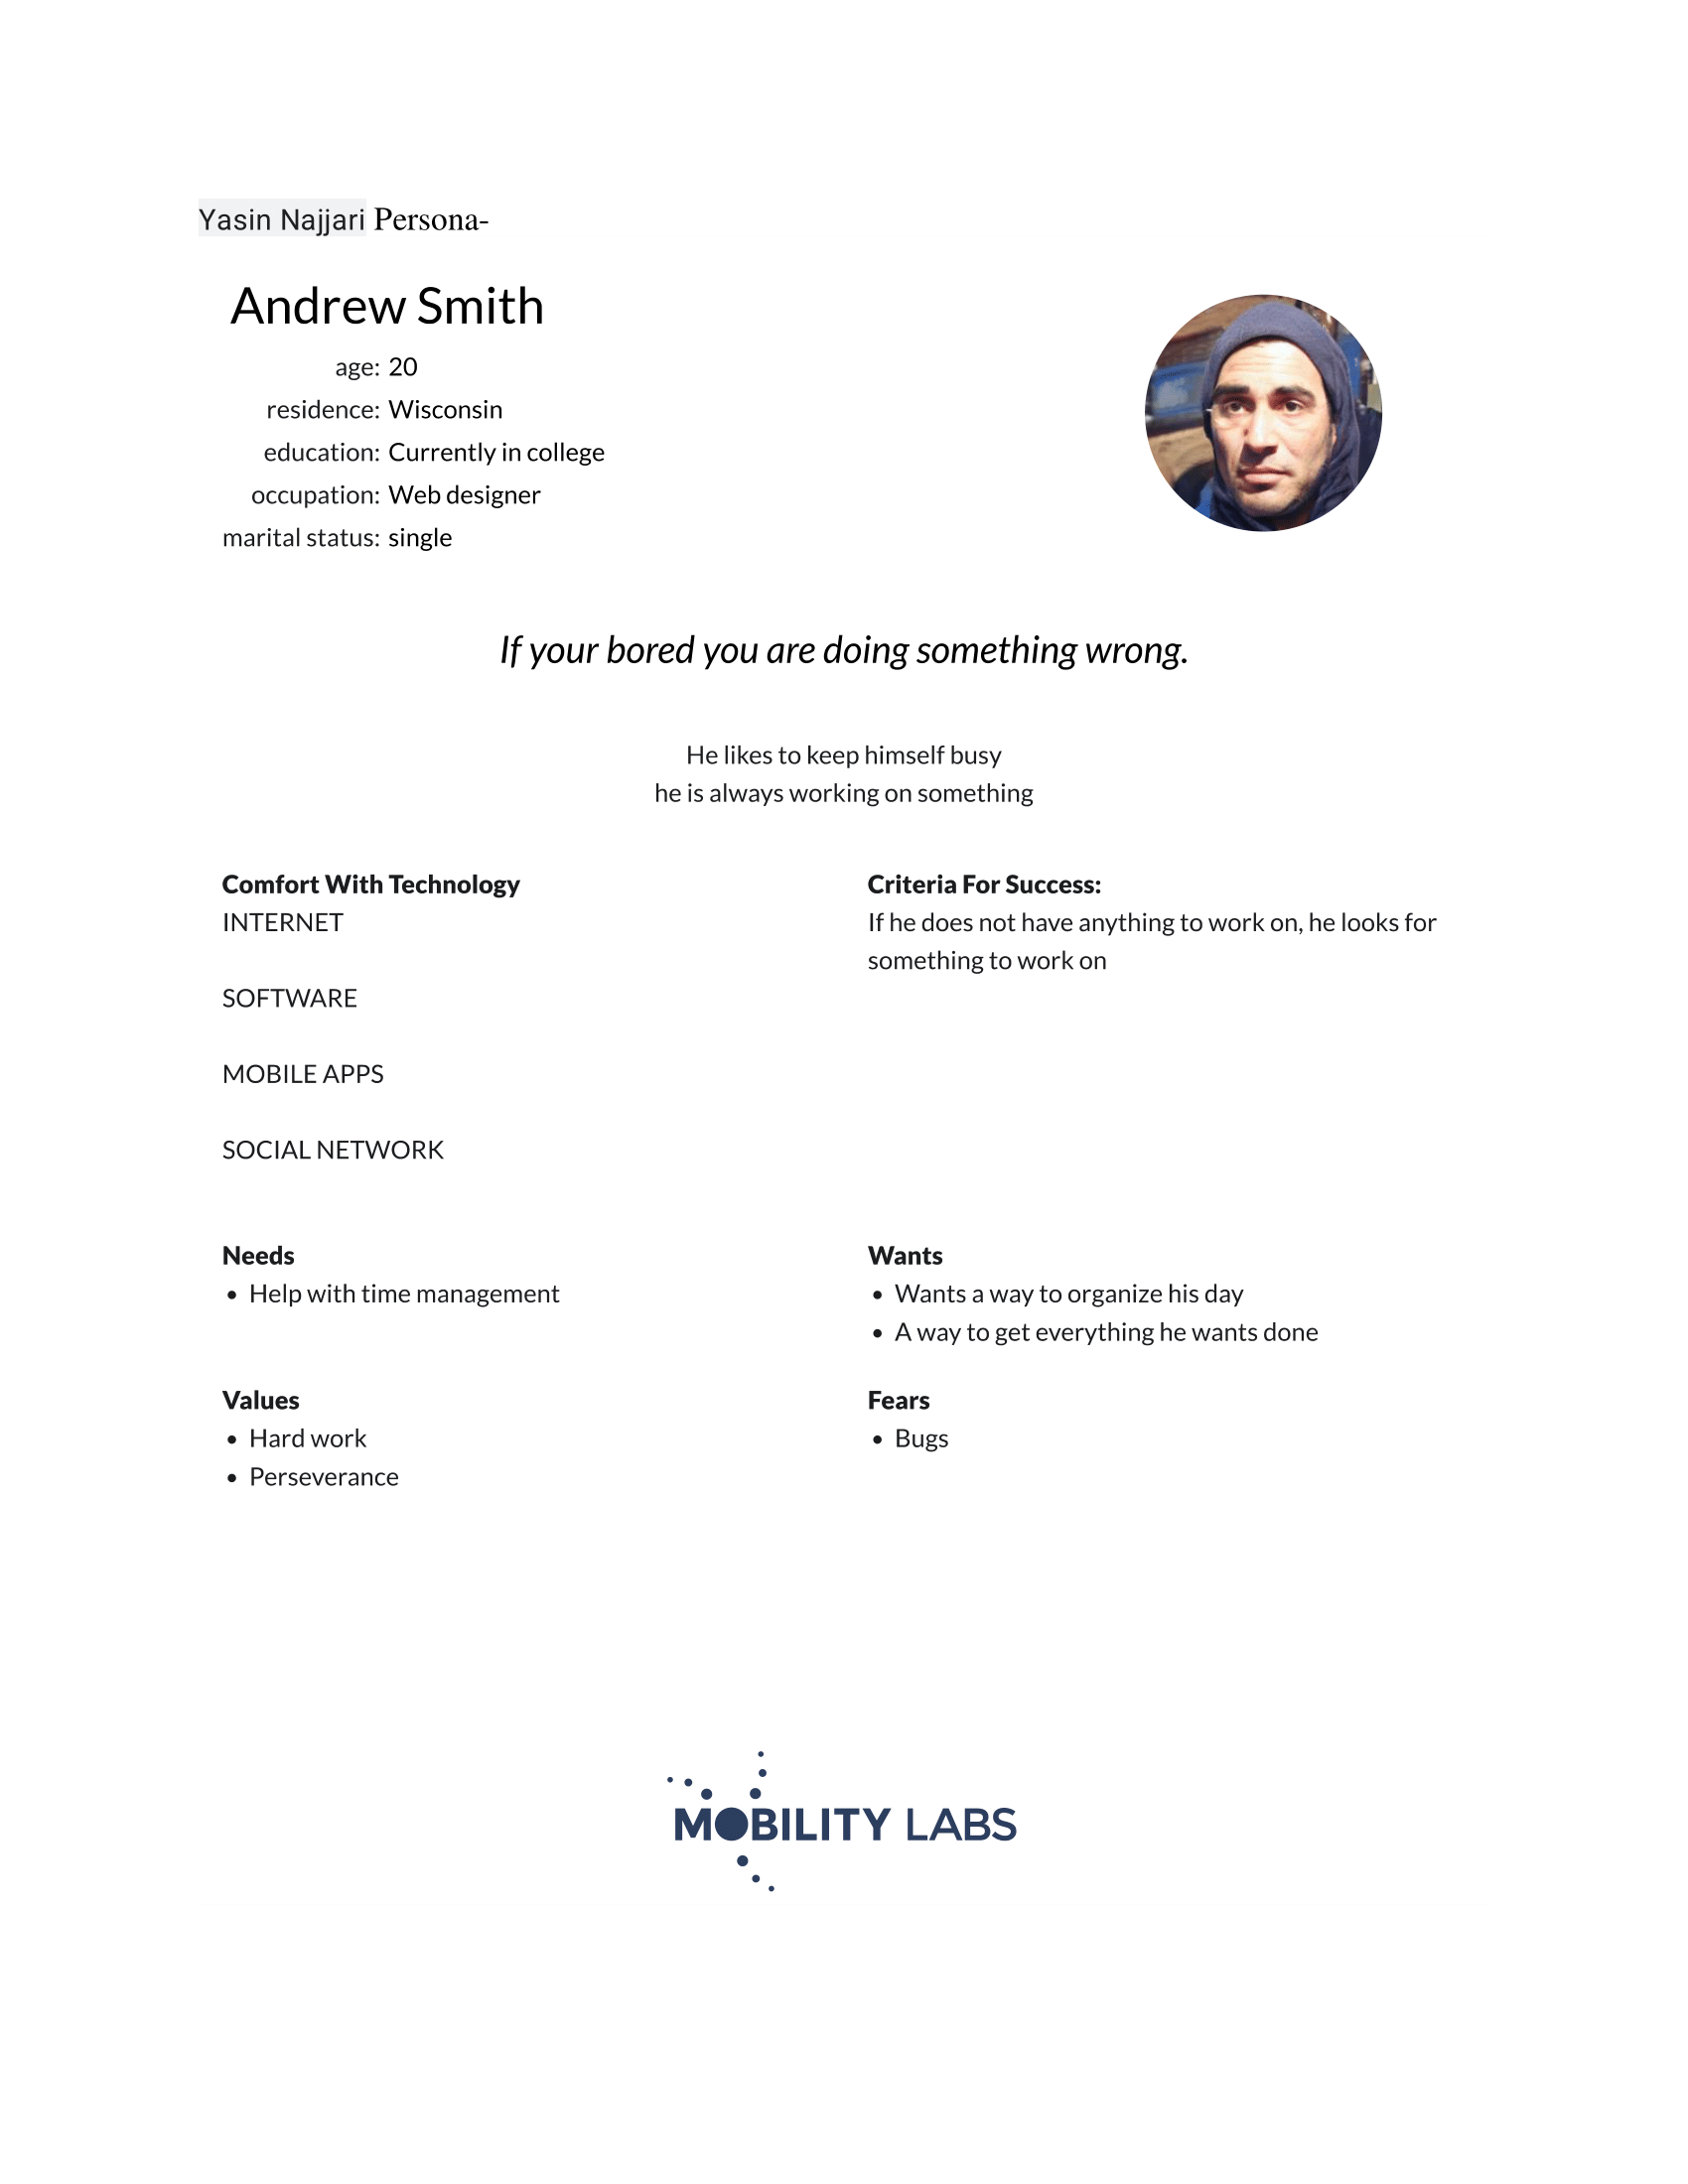 Yasin Najjari Persona-
Andrew Smith
age: 20
residence: Wisconsin
education: Currently in college
occupation: Web designer
marital status: single
If your bored you are doing something wrong.
He likes to keep himself busy
he is always working on something
Comfort With Technology
INTERNET
SOFTWARE
MOBILE APPS
SOCIAL NETWORK
Criteria For Success:
If he does not have anything to work on, he looks for
something to work on
Needs
• Help with time management
Wants
• Wants a way to organize his day
• A way to get everything he wants done
Values
• Hard work
• Perseverance
Fears
• Bugs
MOBILITY LABS